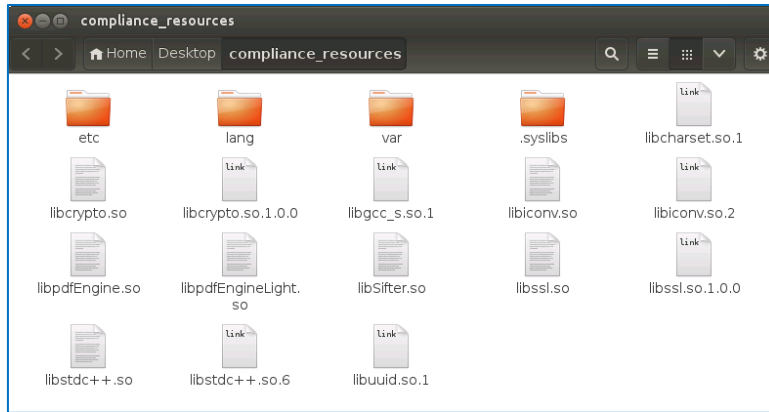 compliance_resources
Home Desktop compliance_resources
link
etc lang var .syslibs libcharset.so.1
link link link
libcrypto.so libcrypto.so.1.0.0 libgcc_s.so.1 libiconv.so libiconv.so.2
link
libpdfEngine.so libpdfEngineLight. libSifter.so libssl.so libssl.so.1.0.0
so
link link
libstdc++.so libstdc++.so.6 libuuid.so.1